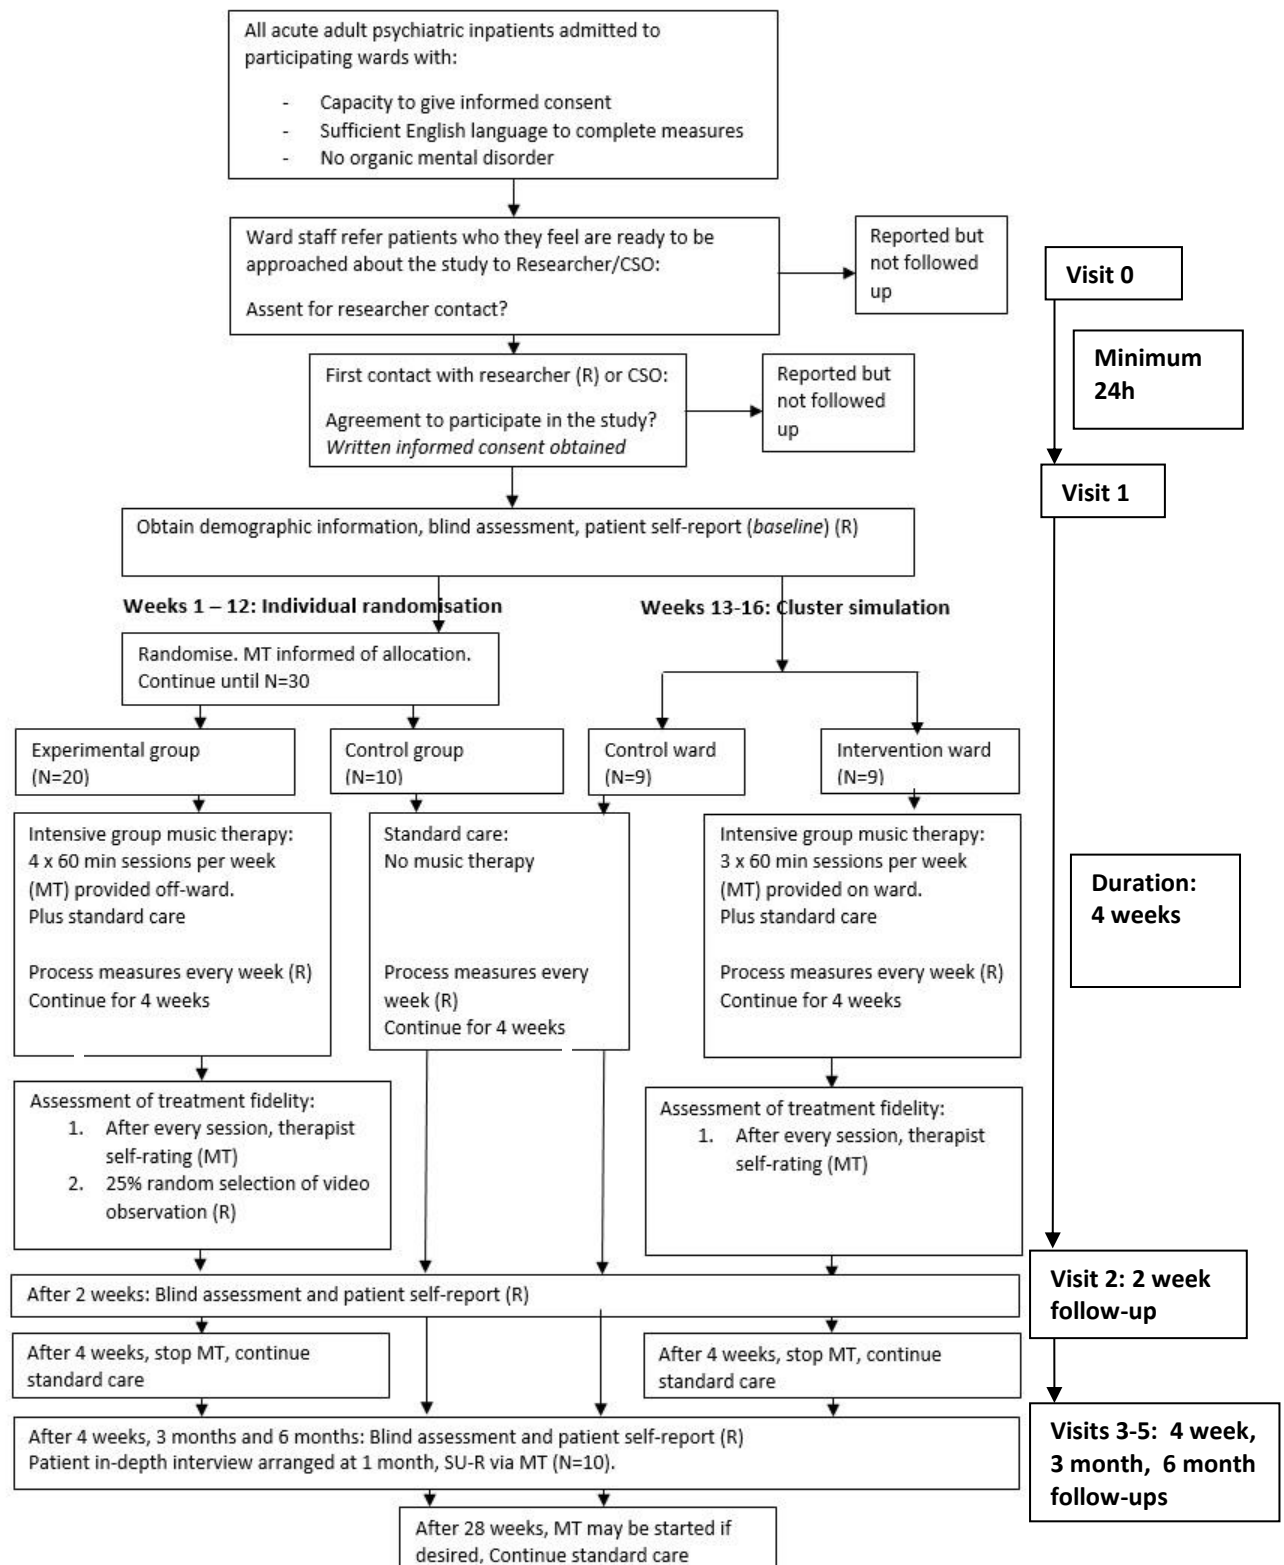 All acute adult psychiatric inpatients admitted to
participating wards with:
- Capacity to give informed consent
- Sufficient English language to complete measures
- No organic mental disorder
Ward staff refer patients who they feel are ready to be
approached about the study to Researcher/CSO:
Assent for researcher contact?
Reported but
not followed
up
Visit 0
Minimum
24h
First contact with researcher (R) or CSO:
Agreement to participate in the study?
Written informed consent obtained
Reported but
not followed
up
Visit 1
Obtain demographic information, blind assessment, patient self-report (baseline) (R)
Weeks 1 – 12: Individual randomisation
Weeks 13-16: Cluster simulation
Randomise. MT informed of allocation.
Continue until N=30
Experimental group
(N=20)
Control group
(N=10)
Control ward
(N=9)
Intervention ward
(N=9)
Intensive group music therapy:
4 x 60 min sessions per week
(MT) provided off-ward.
Plus standard care
Process measures every week (R)
Continue for 4 weeks
Standard care:
No music therapy
Process measures every
week (R)
Continue for 4 weeks
Intensive group music therapy:
3 x 60 min sessions per week
(MT) provided on ward.
Plus standard care
Process measures every week (R)
Continue for 4 weeks
Duration:
4 weeks
Assessment of treatment fidelity:
1. After every session, therapist
self-rating (MT)
2. 25% random selection of video
observation (R)
Assessment of treatment fidelity:
1. After every session, therapist
self-rating (MT)
After 2 weeks: Blind assessment and patient self-report (R)
Visit 2: 2 week
follow-up
After 4 weeks, stop MT, continue
standard care
After 4 weeks, stop MT, continue
standard care
After 4 weeks, 3 months and 6 months: Blind assessment and patient self-report (R)
Patient in-depth interview arranged at 1 month, SU-R via MT (N=10).
Visits 3-5: 4 week,
3 month, 6 month
follow-ups
After 28 weeks, MT may be started if
desired, Continue standard care